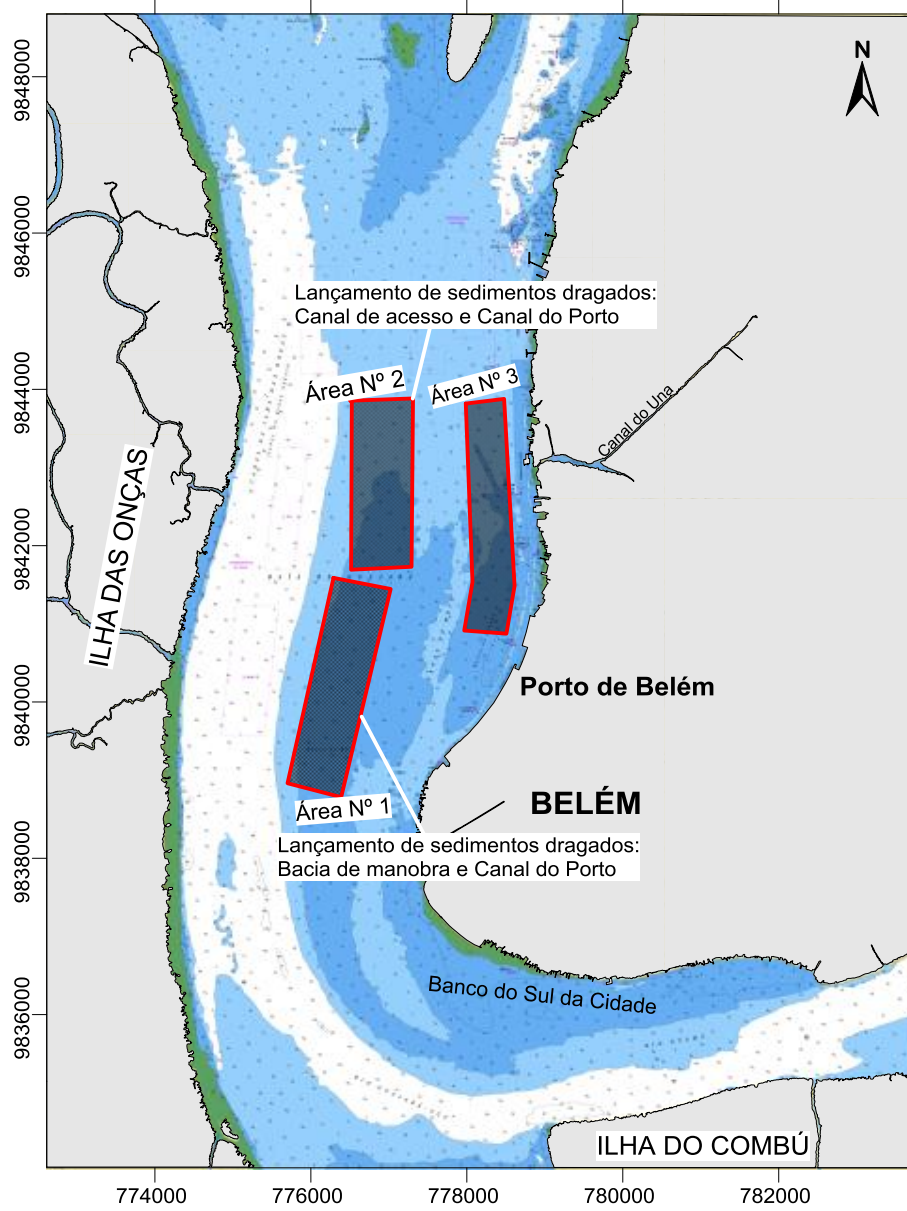 N
9848000
9846000
9844000
9842000
9840000
9838000
9836000
Lançamento de sedimentos dragados:
Canal de acesso e Canal do Porto
Área Nº 2
Área Nº 3
Canal do Una
ILHA DAS ONÇAS
Porto de Belém
BELÉM
Área Nº 1
Lançamento de sedimentos dragados:
Bacia de manobra e Canal do Porto
Banco do Sul da Cidade
ILHA DO COMBÚ
774000
776000
778000
780000
782000